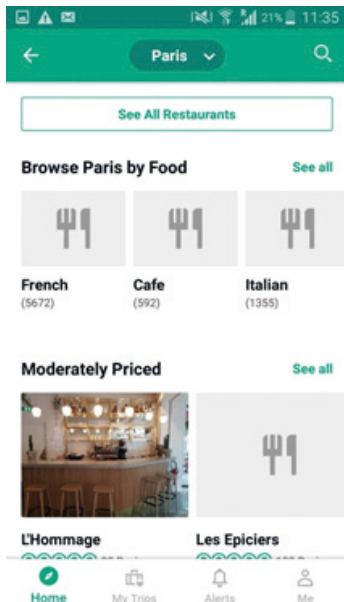 21% 11:35
Paris
See All Restaurants
Browse Paris by Food See all
French Cafe Italian
(5672) (592) (1355)
Moderately Priced See all
L'Hommage Les Epiciers
Home My Trips Alerts Me